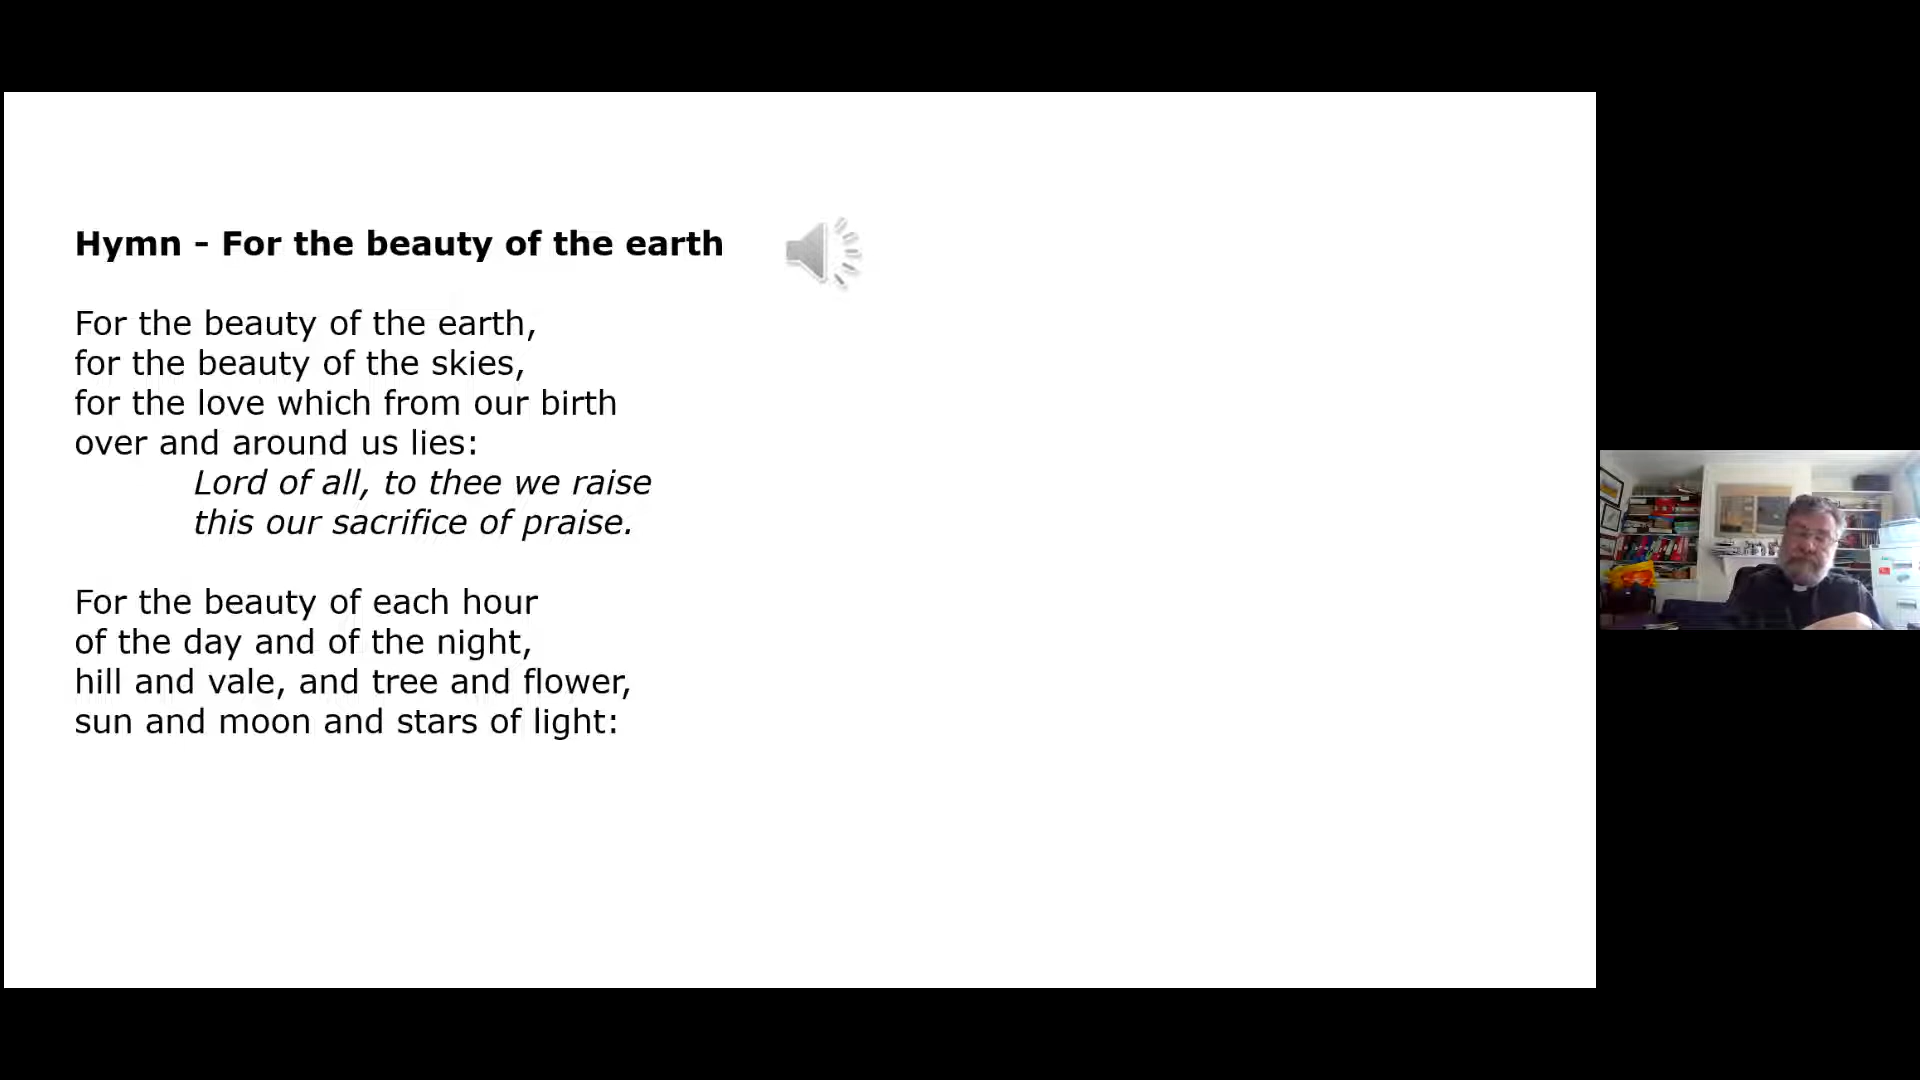 Hymn - For the beauty of the earth
For the beauty of the earth,
for the beauty of the skies,
for the love which from our birth
over and around us lies:
Lord of all, to thee we raise
this our sacrifice of praise.
For the beauty of each hour
of the day and of the night,
hill and vale, and tree and flower,
sun and moon and stars of light: